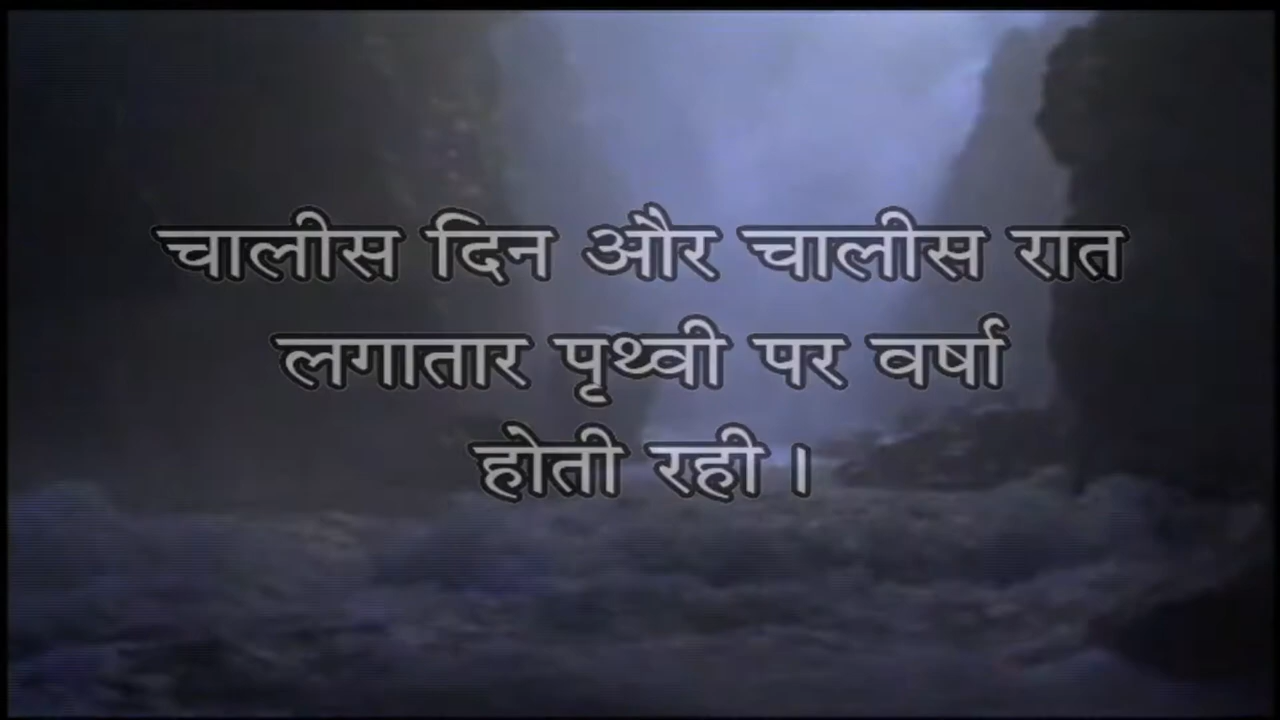 चालीस दिन और चालीस रात
लगातार पृथ्वी पर वर्षा
होती रही।